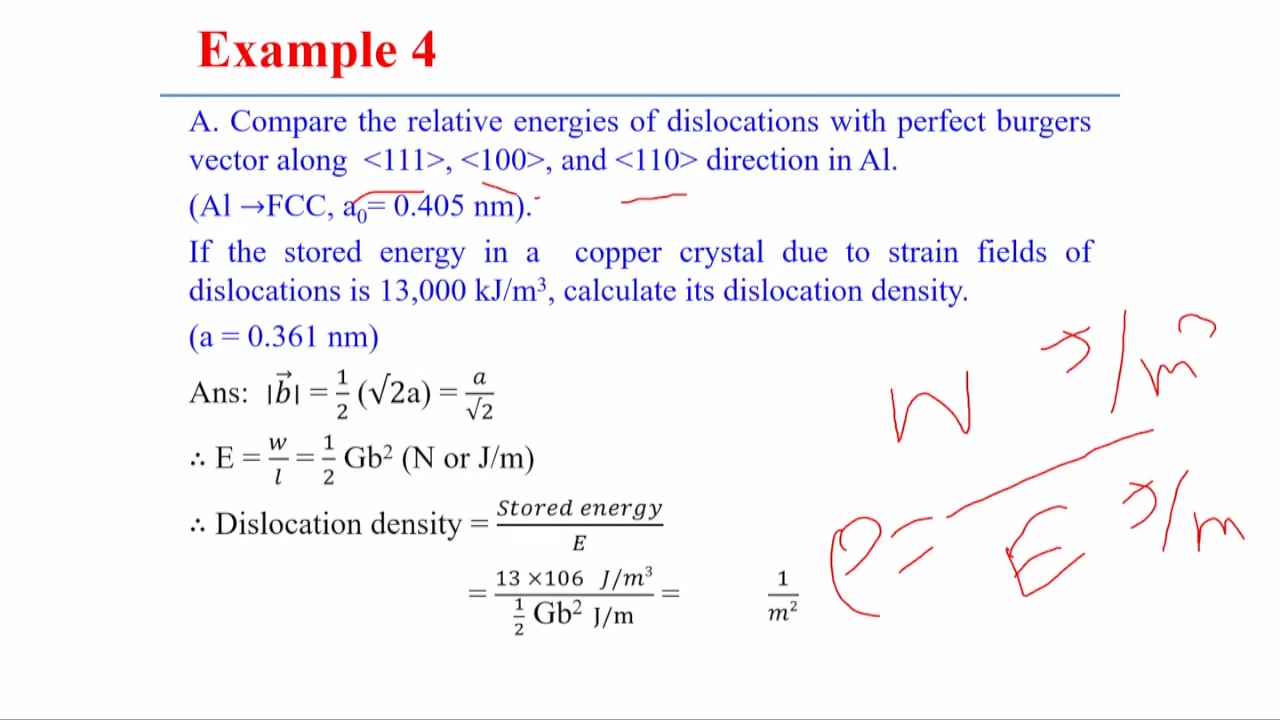 Example 4
A. Compare the relative energies of dislocations with perfect burgers
vector along <111>, <100>, and <110> direction in Al.
(Al →FCC, a₀= 0.405 nm).
If the stored energy in a copper crystal due to strain fields of
dislocations is 13,000 kJ/m³, calculate its dislocation density.
(a = 0.361 nm)
Ans: |b⃗| = 1/2 (√2a) = a/√2
∴ E = w/l = 1/2 Gb² (N or J/m)
∴ Dislocation density = Stored energy/E
= 13 ×106 J/m³ / 1/2 Gb² J/m = 1/m²
ρ = W J/m³ / E J/m